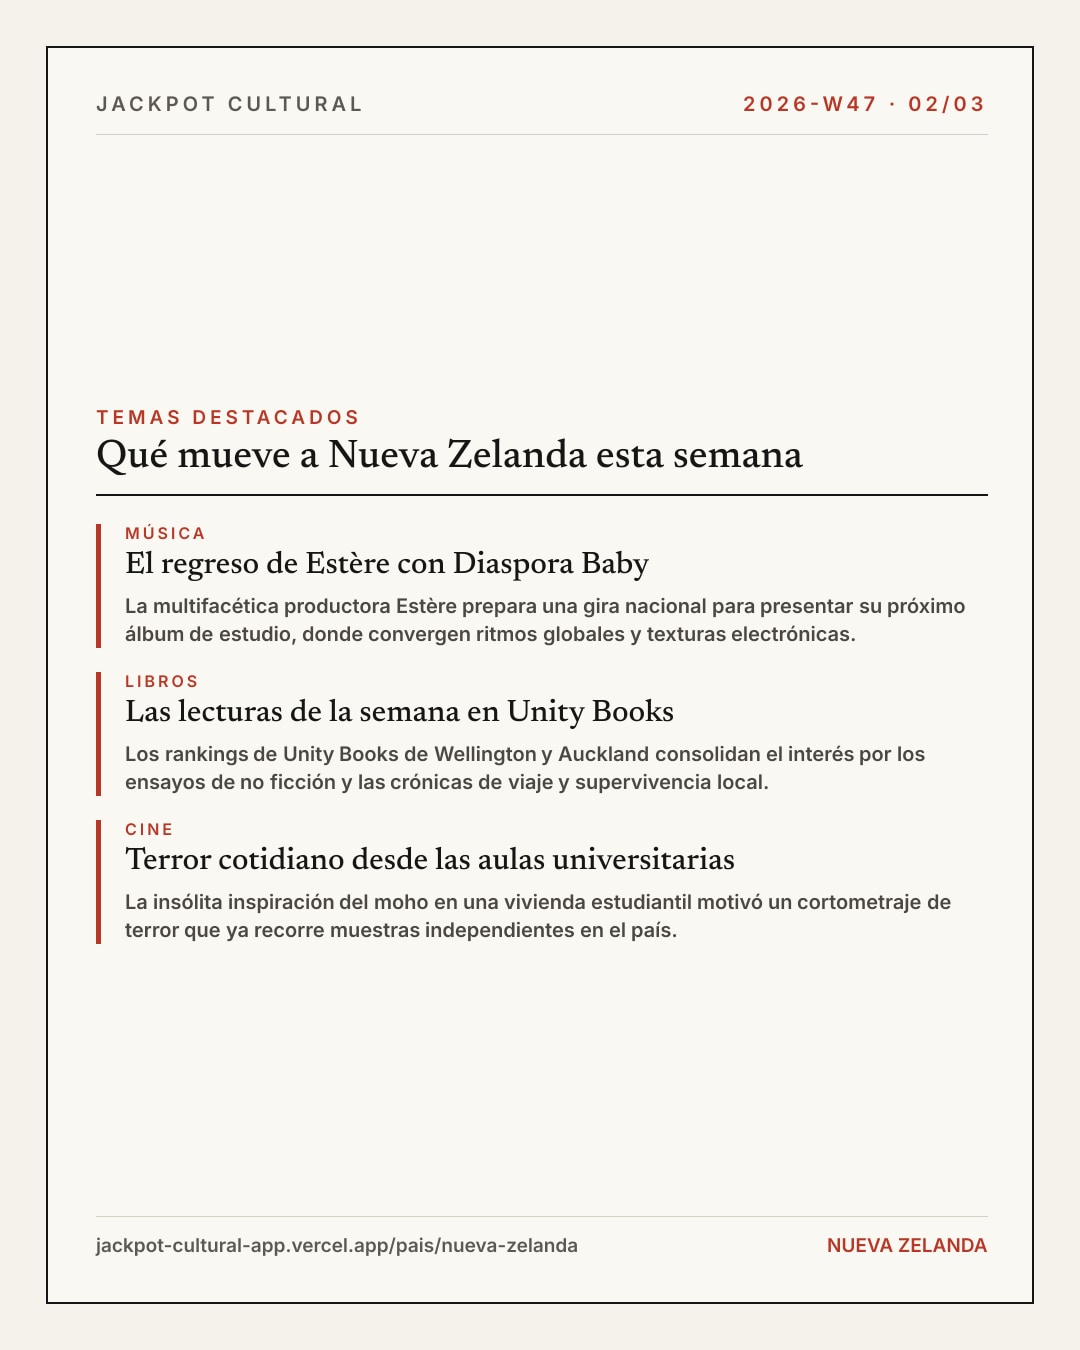 JACKPOT CULTURAL
2026-W47 · 02/03
TEMAS DESTACADOS
Qué mueve a Nueva Zelanda esta semana
MÚSICA
El regreso de Estère con Diaspora Baby
La multifacética productora Estère prepara una gira nacional para presentar su próximo
álbum de estudio, donde convergen ritmos globales y texturas electrónicas.
LIBROS
Las lecturas de la semana en Unity Books
Los rankings de Unity Books de Wellington y Auckland consolidan el interés por los
ensayos de no ficción y las crónicas de viaje y supervivencia local.
CINE
Terror cotidiano desde las aulas universitarias
La insólita inspiración del moho en una vivienda estudiantil motivó un cortometraje de
terror que ya recorre muestras independientes en el país.
jackpot-cultural-app.vercel.app/pais/nueva-zelanda
NUEVA ZELANDA